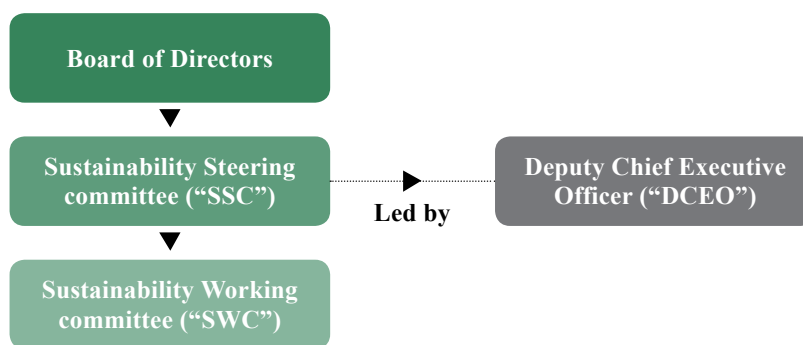 Board of Directors
Sustainability Steering
committee (“SSC”)
Led by
Deputy Chief Executive
Officer (“DCEO”)
Sustainability Working
committee (“SWC”)